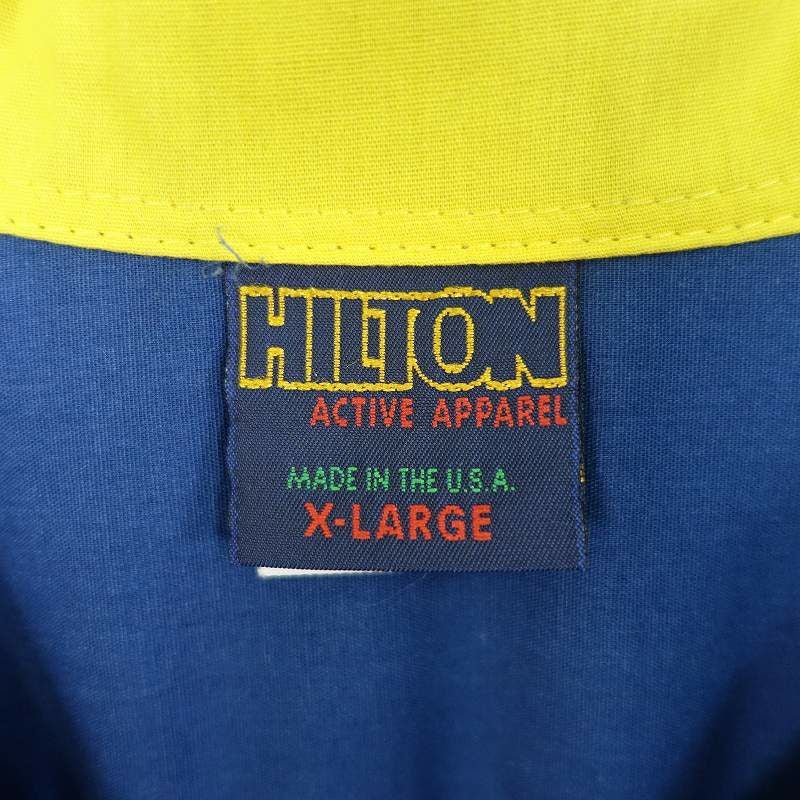 HILTON
ACTIVE APPAREL
MADE IN THE U.S.A.
X-LARGE